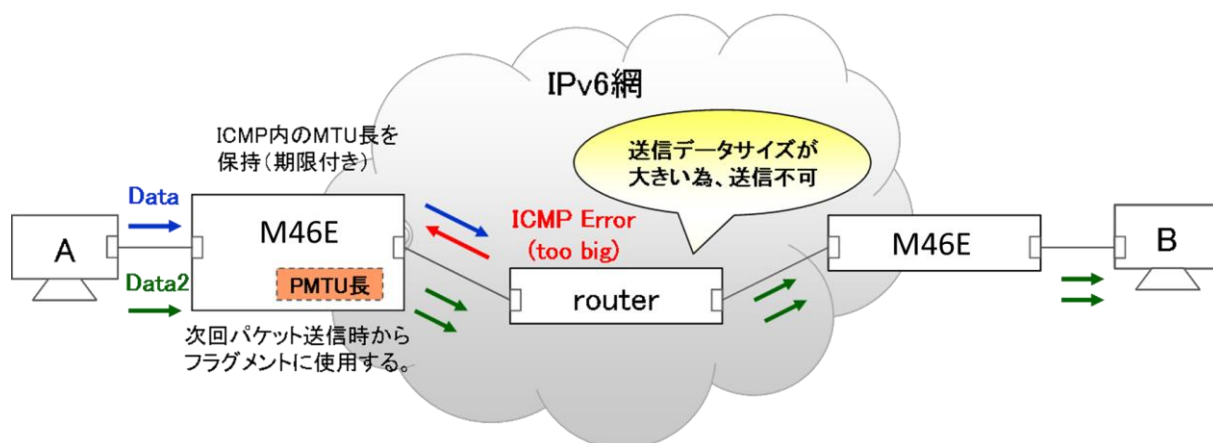 IPv6網
ICMP内のMTU長を
保持(期限付き)
送信データサイズが
大きい為、送信不可
Data
ICMP Error
(too big)
A
M46E
M46E
B
Data2
PMTU長
router
次回パケット送信時から
フラグメントに使用する。